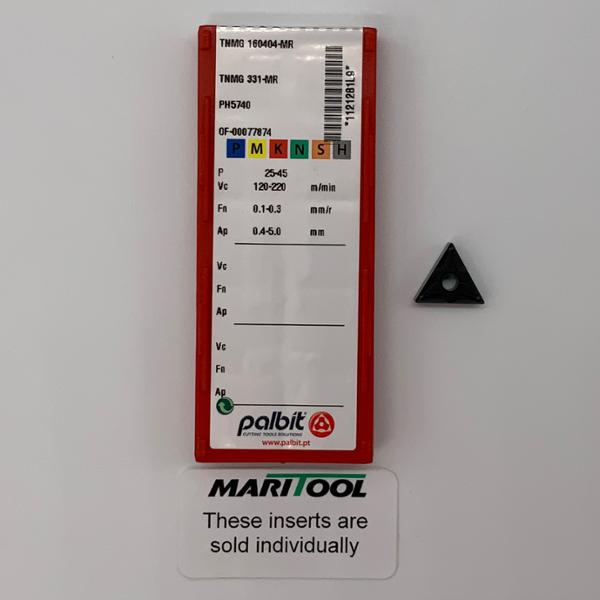 TNMG 160404-MR
TNMG 331-MR
PH5740
OF-00077874
*1121281L9*
P M K N S H
P 25-45
Vc 120-220 m/min
Fn 0.1-0.3 mm/r
Ap 0.4-5.0 mm
Vc
Fn
Ap
Vc
Fn
Ap
palbit
CUTTING TOOLS SOLUTIONS
www.palbit.pt
MARITOOL
These inserts are
sold individually